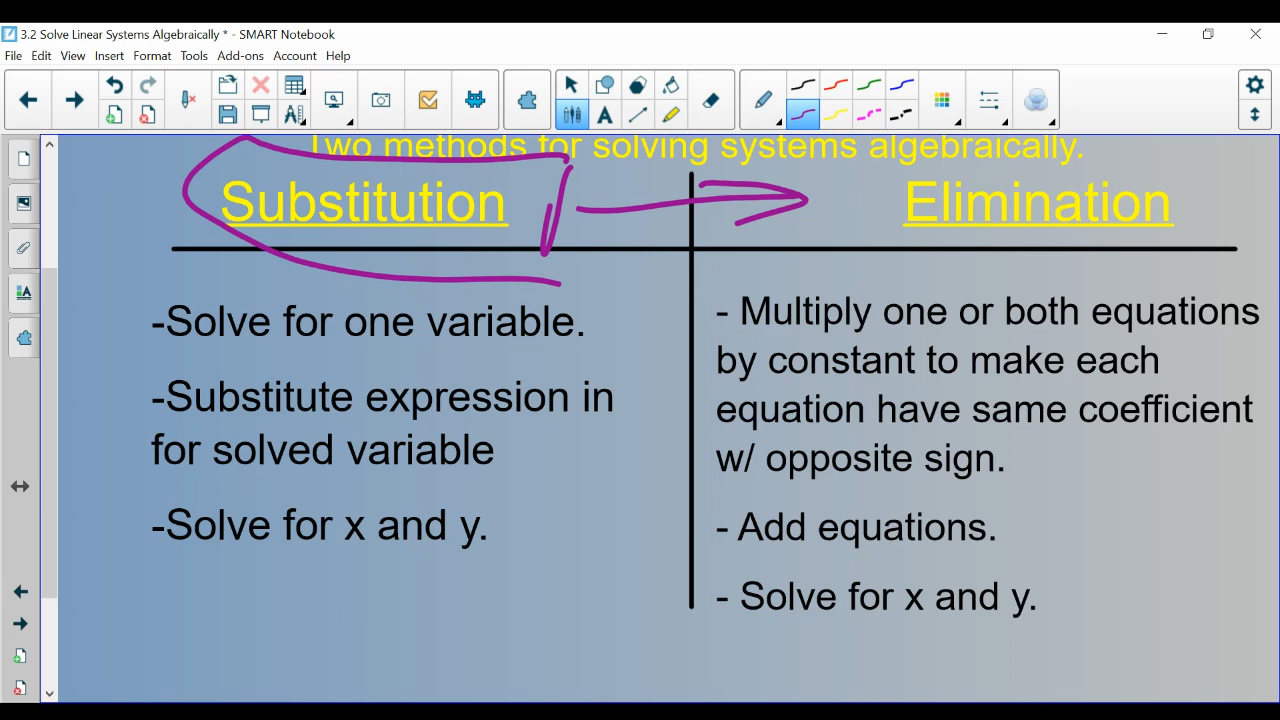 3.2 Solve Linear Systems Algebraically * - SMART Notebook
File Edit View Insert Format Tools Add-ons Account Help
Two methods for solving systems algebraically.
Substitution
Elimination
-Solve for one variable.
-Substitute expression in
for solved variable
-Solve for x and y.
- Multiply one or both equations
by constant to make each
equation have same coefficient
w/ opposite sign.
- Add equations.
- Solve for x and y.